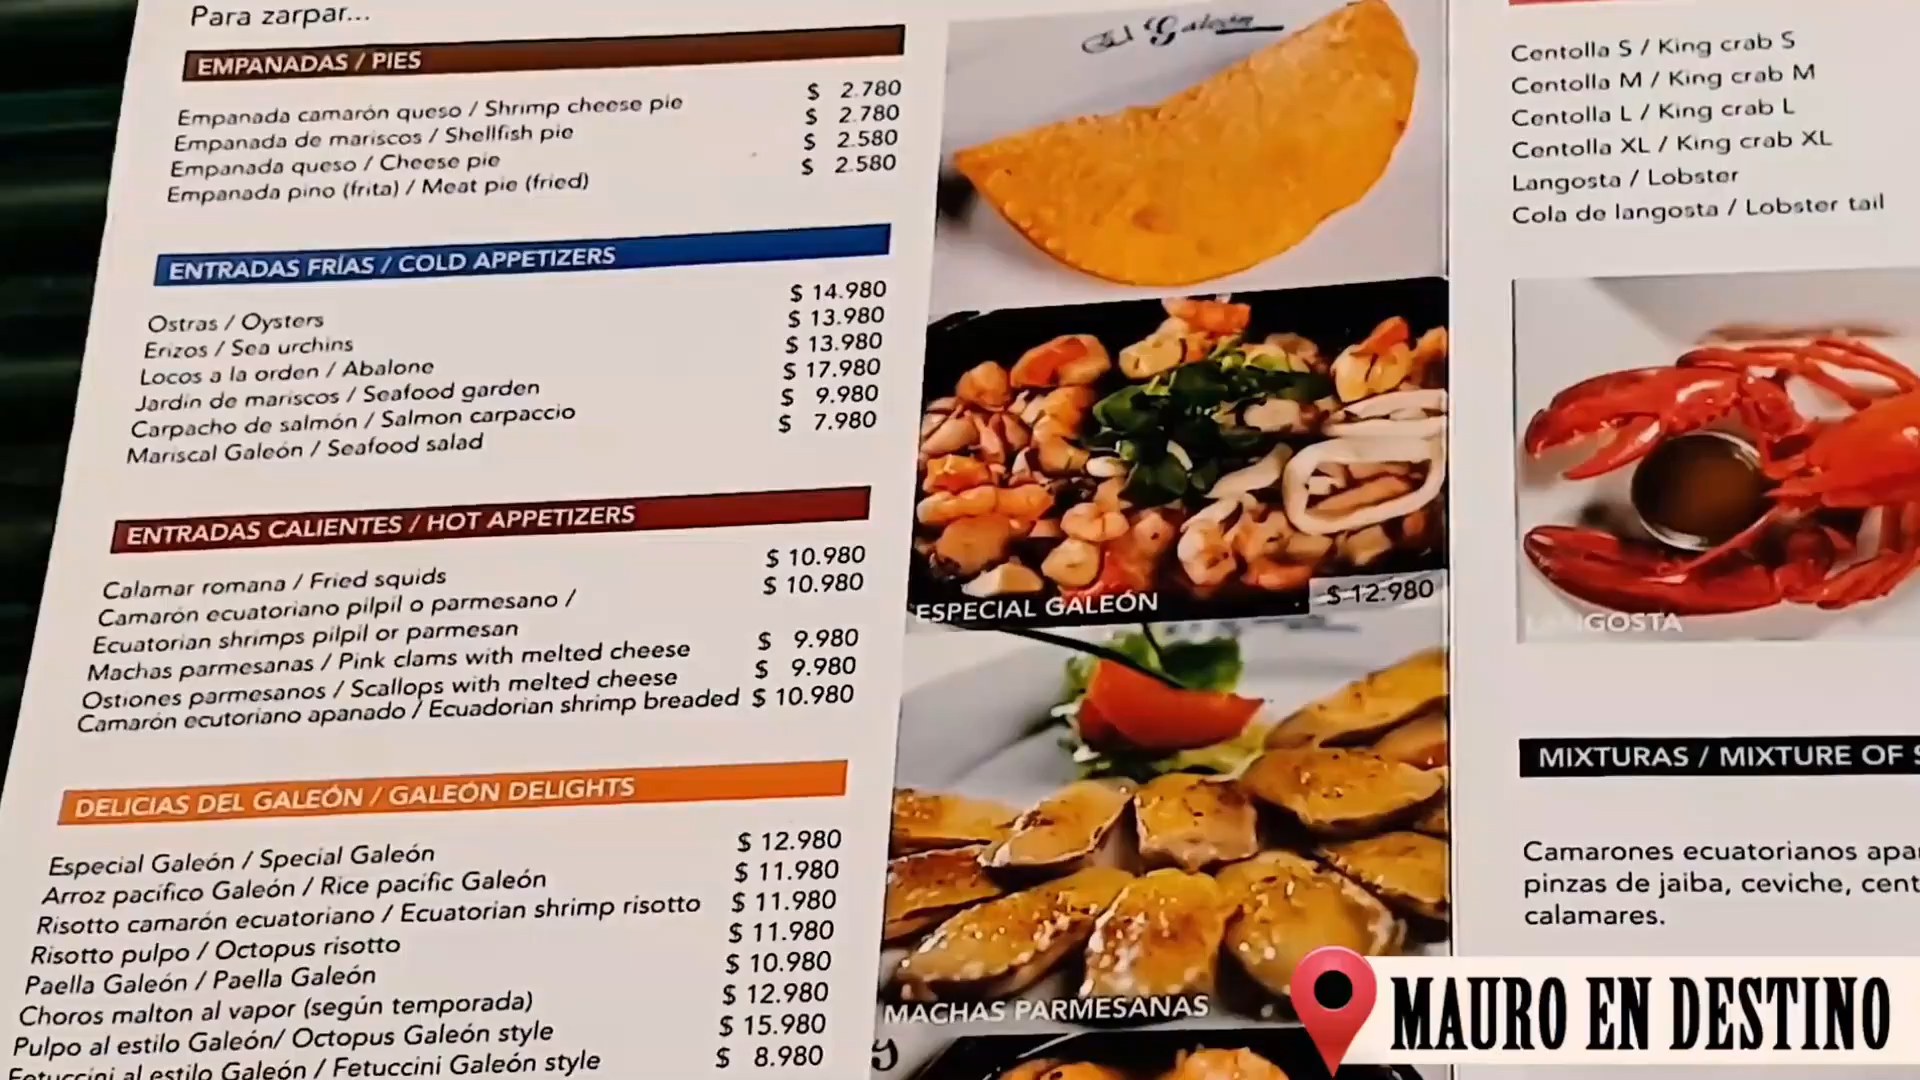 Para zarpar...
EMPANADAS / PIES
Empanada camarón queso / Shrimp cheese pie $ 2.780
Empanada de mariscos / Shellfish pie $ 2.780
Empanada queso / Cheese pie $ 2.580
Empanada pino (frita) / Meat pie (fried) $ 2.580
ENTRADAS FRÍAS / COLD APPETIZERS
Ostras / Oysters $ 14.980
Erizos / Sea urchins $ 13.980
Locos a la orden / Abalone $ 13.980
Jardín de mariscos / Seafood garden $ 17.980
Carpacho de salmón / Salmon carpaccio $ 9.980
Mariscal Galeón / Seafood salad $ 7.980
ENTRADAS CALIENTES / HOT APPETIZERS
Calamar romana / Fried squids $ 10.980
Camarón ecuatoriano pilpil o parmesano / $ 10.980
Ecuatorian shrimps pilpil or parmesan
Machas parmesanas / Pink clams with melted cheese $ 9.980
Ostiones parmesanos / Scallops with melted cheese $ 9.980
Camarón ecutoriano apanado / Ecuadorian shrimp breaded $ 10.980
DELICIAS DEL GALEÓN / GALEÓN DELIGHTS
Especial Galeón / Special Galeón $ 12.980
Arroz pacífico Galeón / Rice pacific Galeón $ 11.980
Risotto camarón ecuatoriano / Ecuatorian shrimp risotto $ 11.980
Risotto pulpo / Octopus risotto $ 11.980
Paella Galeón / Paella Galeón $ 10.980
Choros malton al vapor (según temporada) $ 12.980
Pulpo al estilo Galeón/ Octopus Galeón style $ 15.980
Fetuccini al estilo Galeón / Fetuccini Galeón style $ 8.980
El Galeón
ESPECIAL GALEÓN $ 12.980
MACHAS PARMESANAS
Centolla S / King crab S
Centolla M / King crab M
Centolla L / King crab L
Centolla XL / King crab XL
Langosta / Lobster
Cola de langosta / Lobster tail
LANGOSTA
MIXTURAS / MIXTURE OF S
Camarones ecuatorianos apa
pinzas de jaiba, ceviche, cent
calamares.
MAURO EN DESTINO